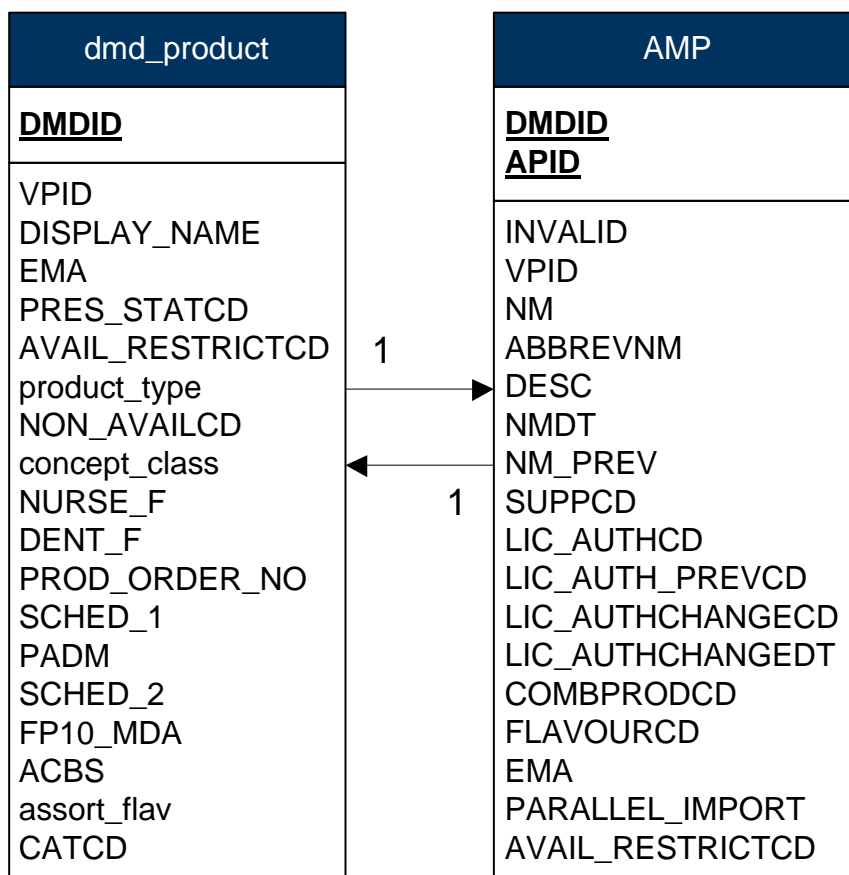 dmd_product
DMDID
VPID
DISPLAY_NAME
EMA
PRES_STATCD
AVAIL_RESTRICTCD
product_type
NON_AVAILCD
concept_class
NURSE_F
DENT_F
PROD_ORDER_NO
SCHED_1
PADM
SCHED_2
FP10_MDA
ACBS
assort_flav
CATCD
1
1
AMP
DMDID
APID
INVALID
VPID
NM
ABBREVNM
DESC
NMDT
NM_PREV
SUPPCD
LIC_AUTHCD
LIC_AUTH_PREVCD
LIC_AUTHCHANGECD
LIC_AUTHCHANGEDT
COMBPRODCD
FLAVOURCD
EMA
PARALLEL_IMPORT
AVAIL_RESTRICTCD